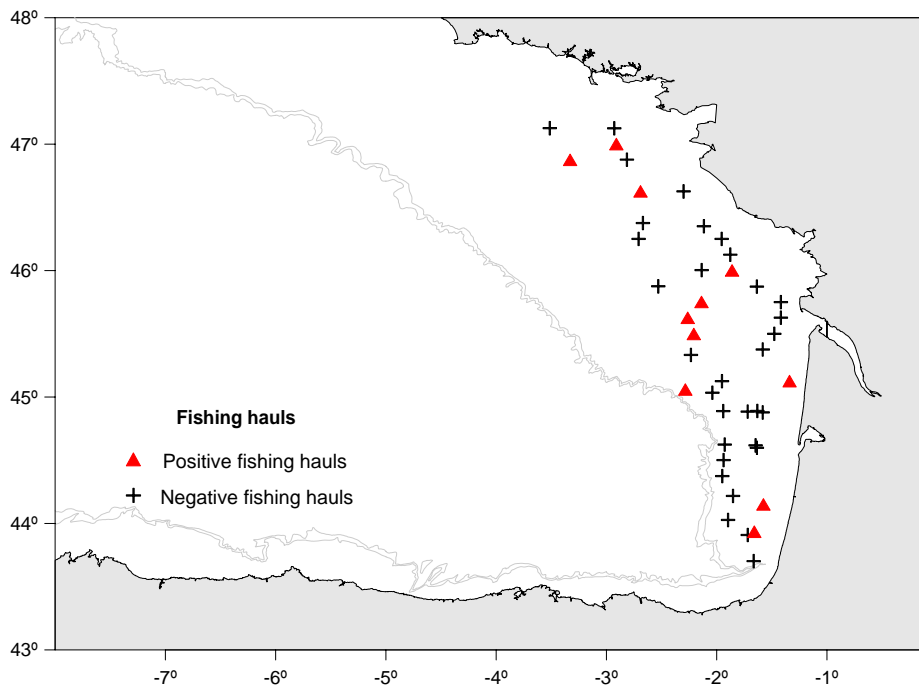 48º
47º
46º
45º
44º
43º
Fishing hauls
Positive fishing hauls
Negative fishing hauls
-7º -6º -5º -4º -3º -2º -1º